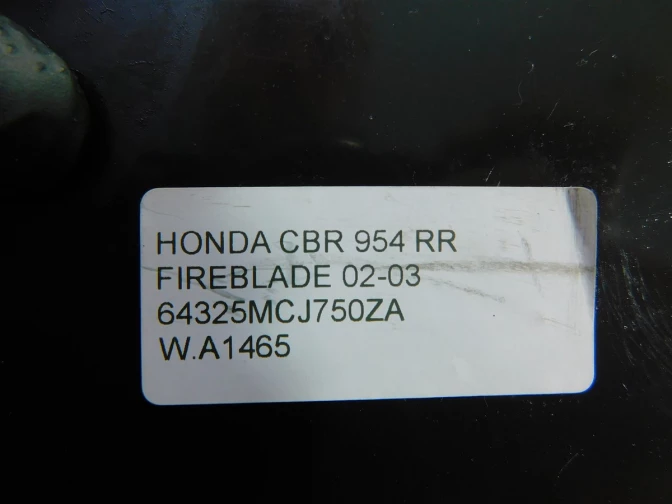 HONDA CBR 954 RR
FIREBLADE 02-03
64325MCJ750ZA
W.A1465